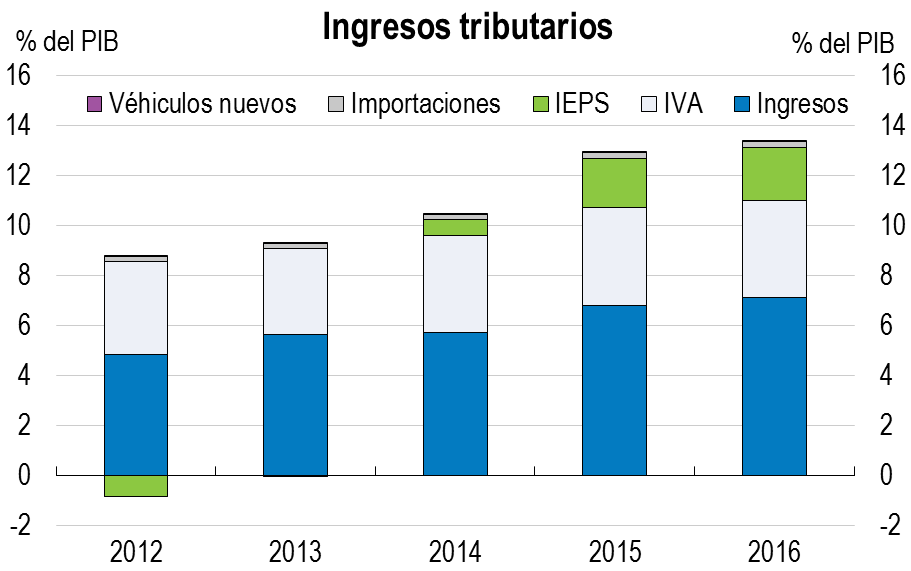 Ingresos tributarios
% del PIB
% del PIB
Véhiculos nuevos Importaciones IEPS IVA Ingresos
16 16
14 14
12 12
10 10
8 8
6 6
4 4
2 2
0 0
-2 -2
2012 2013 2014 2015 2016